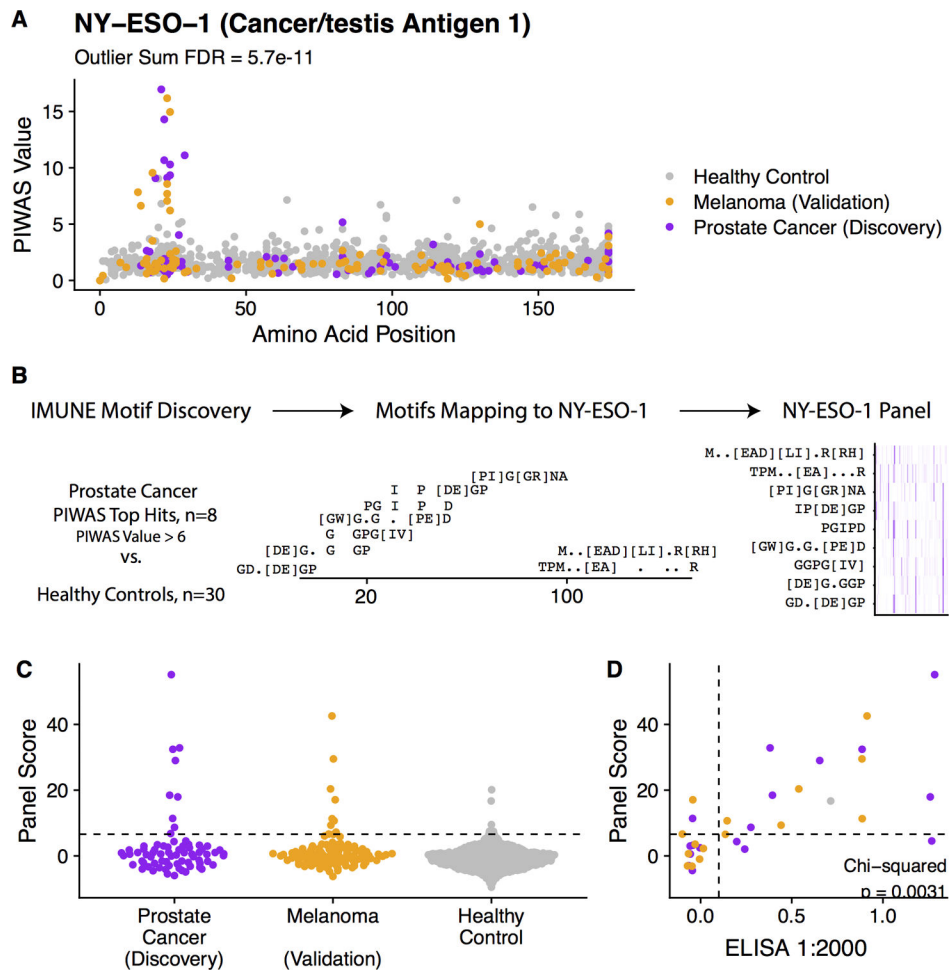 A
NY–ESO–1 (Cancer/testis Antigen 1)
Outlier Sum FDR = 5.7e-11
PIWAS Value
15
10
5
0
0
50
100
150
Amino Acid Position
Healthy Control
Melanoma (Validation)
Prostate Cancer (Discovery)
B
IMUNE Motif Discovery
Motifs Mapping to NY-ESO-1
NY-ESO-1 Panel
Prostate Cancer
PIWAS Top Hits, n=8
PIWAS Value > 6
vs.
Healthy Controls, n=30
[PI]G[GR]NA
I P [DE]GP
PG I P D
[GW]G.G . [PE]D
G GPG[IV]
[DE]G. G GP
GD.[DE]GP
M..[EAD][LI].R[RH]
TPM..[EA] . .. R
20
100
M..[EAD][LI].R[RH]
TPM..[EA]...R
[PI]G[GR]NA
IP[DE]GP
PGIPD
[GW]G.G.[PE]D
GGPG[IV]
[DE]G.GGP
GD.[DE]GP
C
Panel Score
40
20
0
Prostate
Cancer
(Discovery)
Melanoma
(Validation)
Healthy
Control
D
Panel Score
40
20
0
Chi-squared
p = 0.0031
0.0
0.5
1.0
ELISA 1:2000